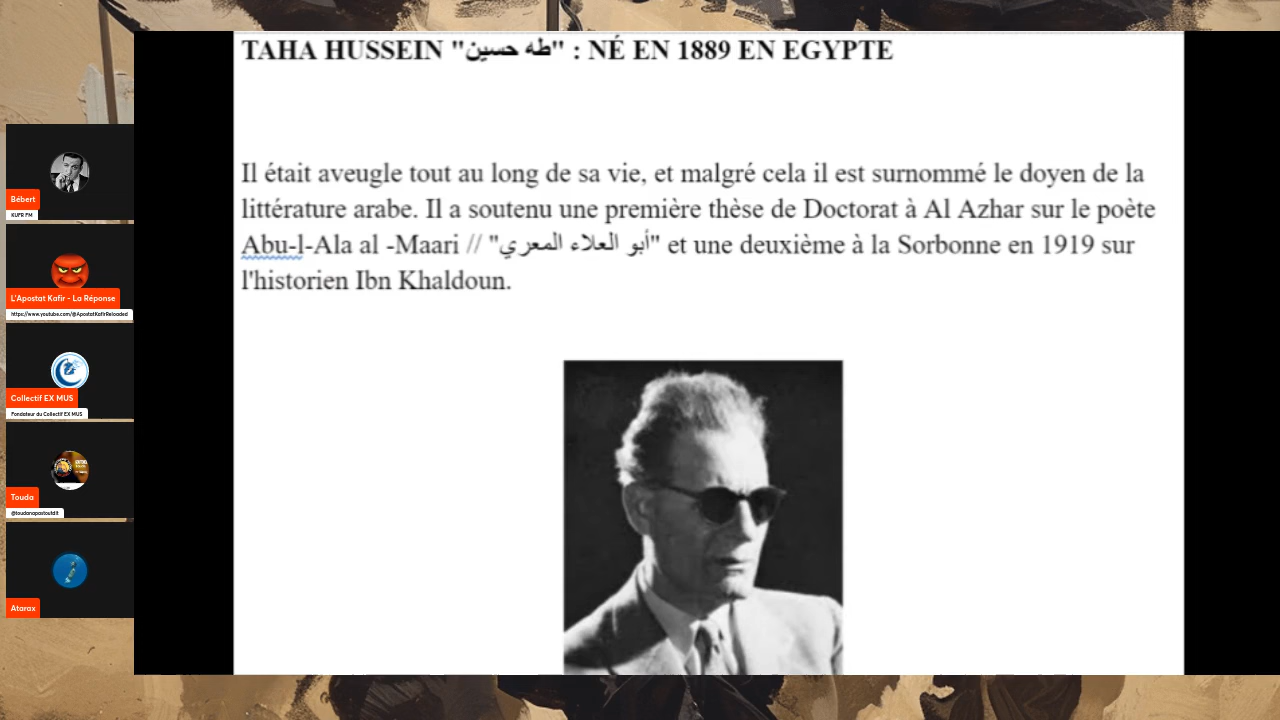 TAHA HUSSEIN "طه حسين" : NÉ EN 1889 EN EGYPTE
Il était aveugle tout au long de sa vie, et malgré cela il est surnommé le doyen de la
littérature arabe. Il a soutenu une première thèse de Doctorat à Al Azhar sur le poète
Abu-l-Ala al -Maari // "أبو العلاء المعري" et une deuxième à la Sorbonne en 1919 sur
l'historien Ibn Khaldoun.
Bébert
KUFR FM
L'Apostat Kafir - La Réponse
https://www.youtube.com/@ApostatKafirReloaded
Collectif EX MUS
Fondateur du Collectif EX MUS
Touda
Atarax